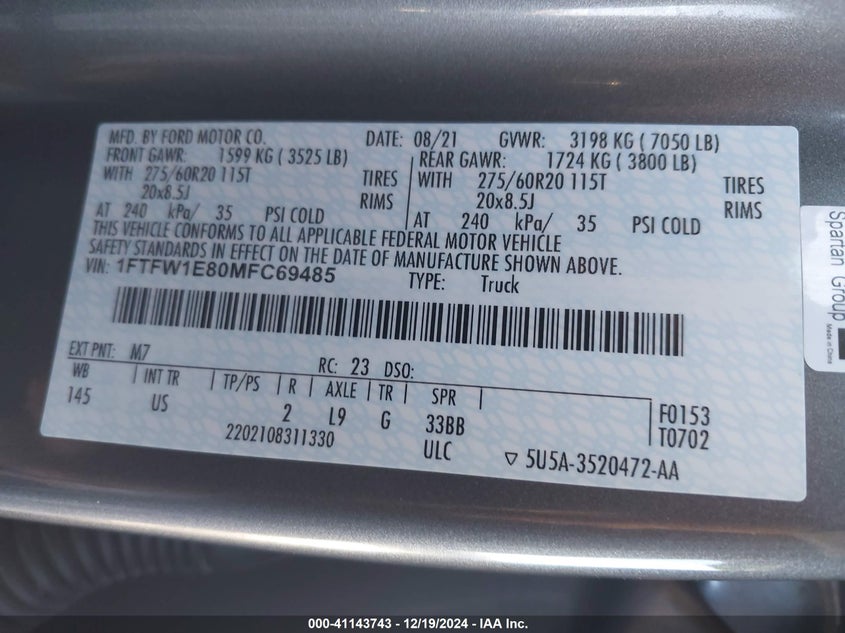 MFD. BY FORD MOTOR CO. DATE: 08/21 GVWR: 3198 KG ( 7050 LB)
FRONT GAWR: 1599 KG ( 3525 LB) REAR GAWR: 1724 KG ( 3800 LB)
WITH 275/60R20 115T TIRES WITH 275/60R20 115T TIRES
20x8.5J RIMS 20x8.5J RIMS
AT 240 kPa/ 35 PSI COLD AT 240 kPa/ 35 PSI COLD
THIS VEHICLE CONFORMS TO ALL APPLICABLE FEDERAL MOTOR VEHICLE
SAFETY STANDARDS IN EFFECT ON THE DATE OF MANUFACTURE SHOWN ABOVE.
VIN: 1FTFW1E80MFC69485 TYPE: Truck
EXT PNT: M7 RC: 23 DSO:
WB INT TR TP/PS R AXLE TR SPR
145 US 2 L9 G 33BB F0153
2202108311330 ULC T0702
▽ 5U5A-3520472-AA
Spartan Group
Made in China
000-41143743 - 12/19/2024 - IAA Inc.